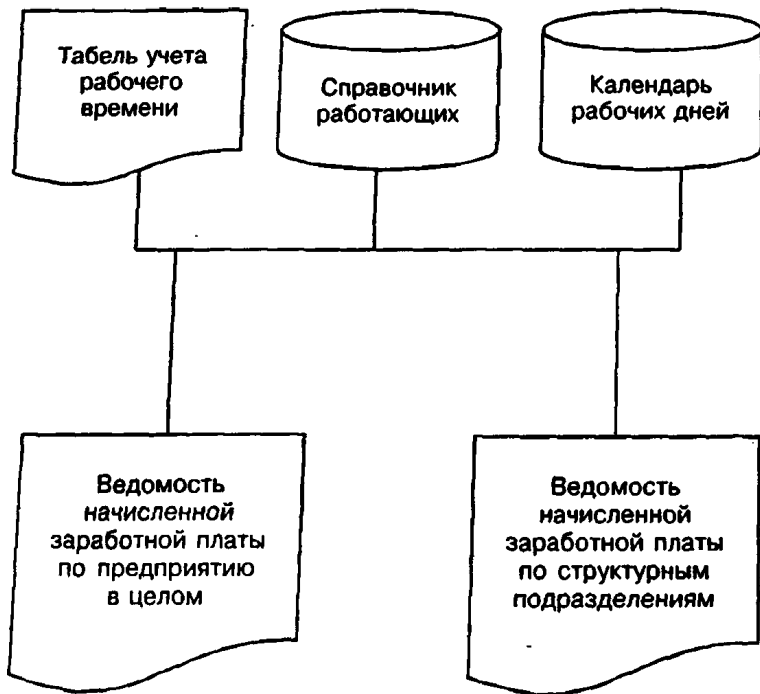 Табель учета
рабочего
времени
Справочник
работающих
Календарь
рабочих дней
Ведомость
начисленной
заработной платы
по предприятию
в целом
Ведомость
начисленной
заработной платы
по структурным
подразделениям